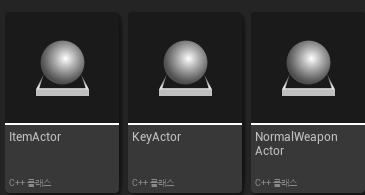 ItemActor
KeyActor
NormalWeapon
Actor
C++ 클래스
C++ 클래스
C++ 클래스